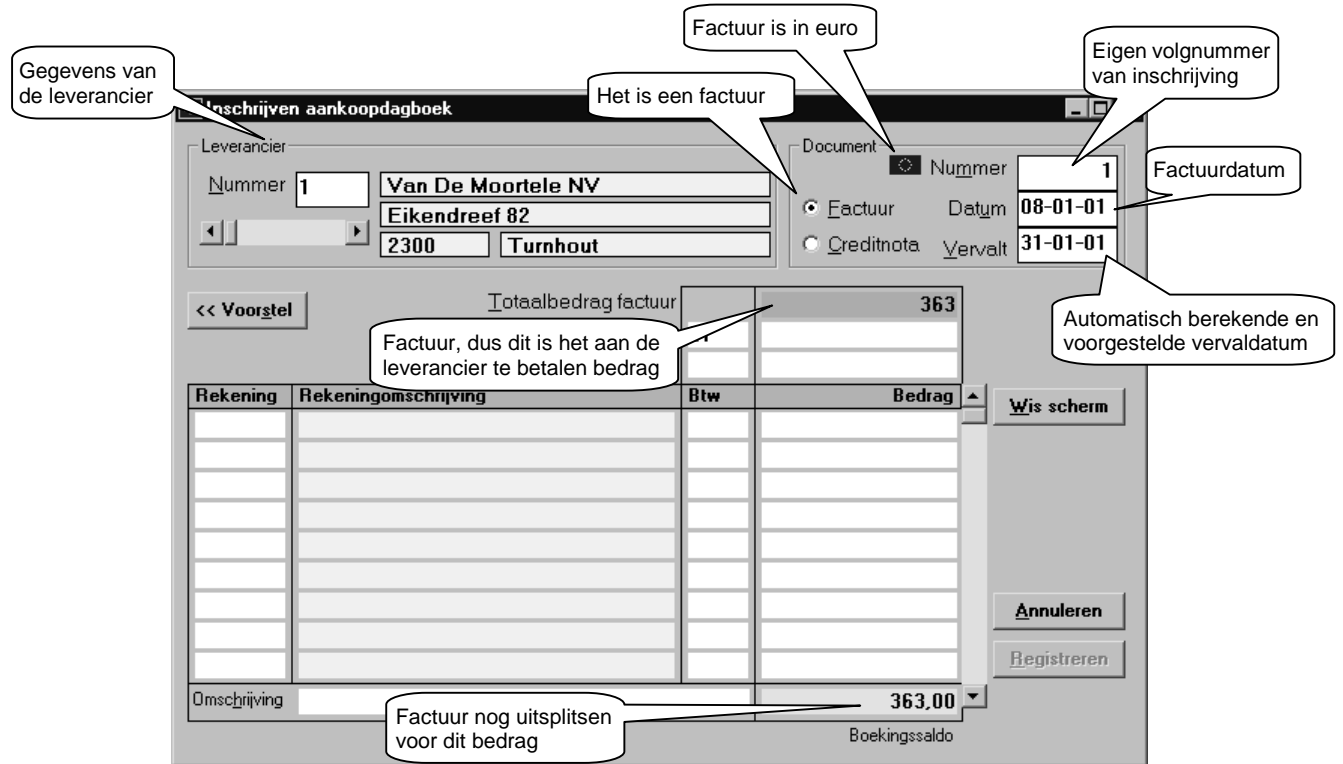 Factuur is in euro
Eigen volgnummer
van inschrijving
Gegevens van
de leverancier
Het is een factuur
Inschrijven aankoopdagboek
Leverancier
Document
Nummer 1 Van De Moortele NV
Nummer 1
Factuurdatum
Eikendreef 82
Factuur Datum 08-01-01
2300 Turnhout
Creditnota Vervalt 31-01-01
<< Voorstel
Totaalbedrag factuur 363
Automatisch berekende en
voorgestelde vervaldatum
Factuur, dus dit is het aan de
leverancier te betalen bedrag
Rekening Rekeningomschrijving Btw Bedrag
Wis scherm
Annuleren
Registreren
Omschrijving 363,00
Factuur nog uitsplitsen
voor dit bedrag
Boekingssaldo